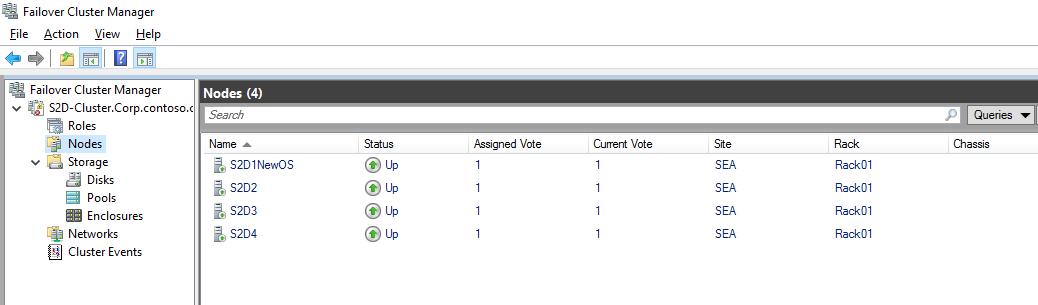 Failover Cluster Manager
File Action View Help
Failover Cluster Manager
S2D-Cluster.Corp.contoso.c
Roles
Nodes
Storage
Disks
Pools
Enclosures
Networks
Cluster Events
Nodes (4)
Search Queries
Name Status Assigned Vote Current Vote Site Rack Chassis
S2D1NewOS Up 1 1 SEA Rack01
S2D2 Up 1 1 SEA Rack01
S2D3 Up 1 1 SEA Rack01
S2D4 Up 1 1 SEA Rack01